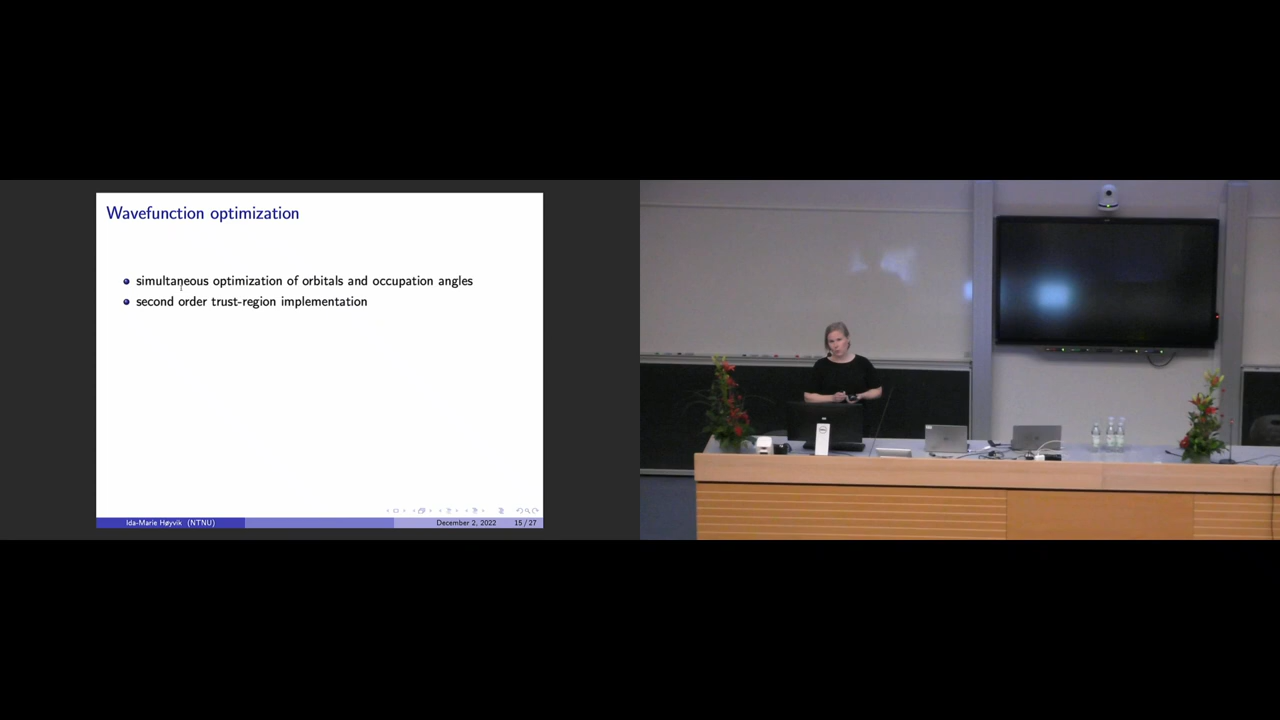 Wavefunction optimization
simultaneous optimization of orbitals and occupation angles
second order trust-region implementation
Ida-Marie Høyvik (NTNU)
December 2, 2022
15 / 27